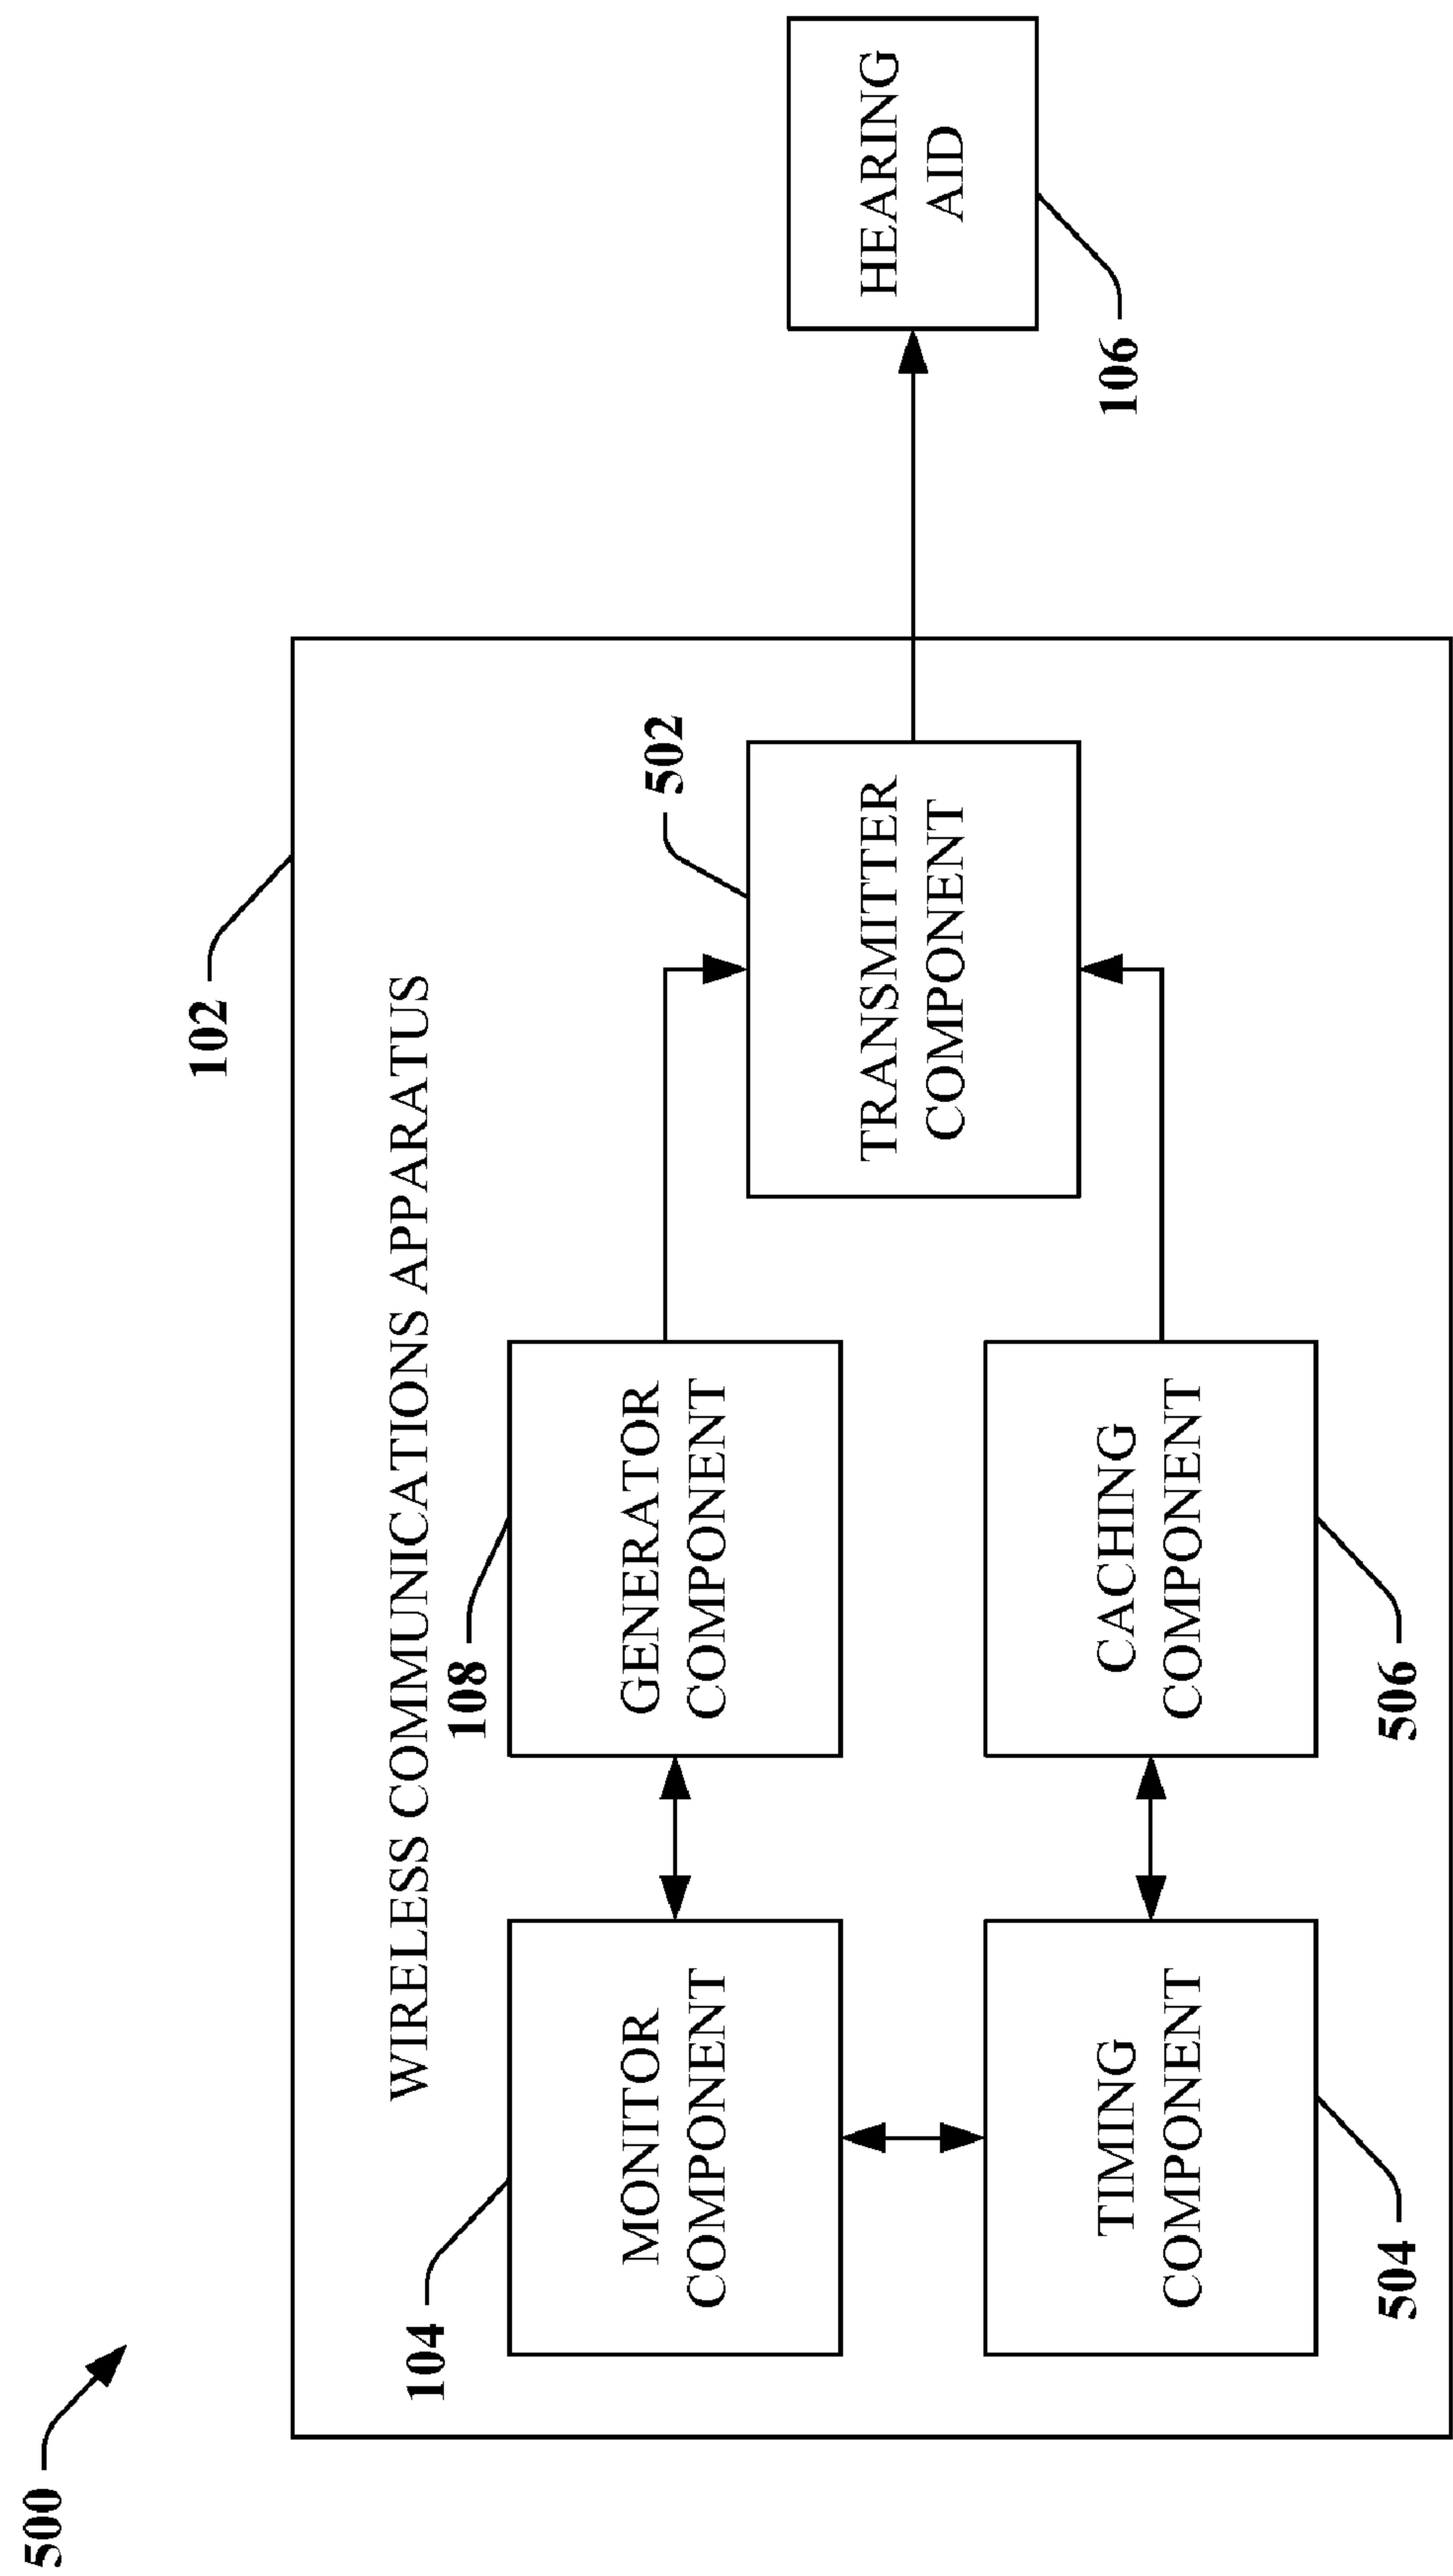 500
102
WIRELESS COMMUNICATIONS APPARATUS
104
MONITOR
COMPONENT
108
GENERATOR
COMPONENT
502
TRANSMITTER
COMPONENT
HEARING
AID
106
TIMING
COMPONENT
504
CACHING
COMPONENT
506